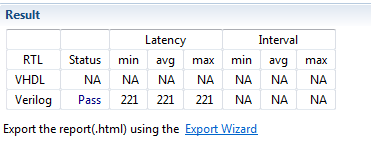 Result
Latency Interval
RTL Status min avg max min avg max
VHDL NA NA NA NA NA NA NA
Verilog Pass 221 221 221 NA NA NA
Export the report(.html) using the Export Wizard